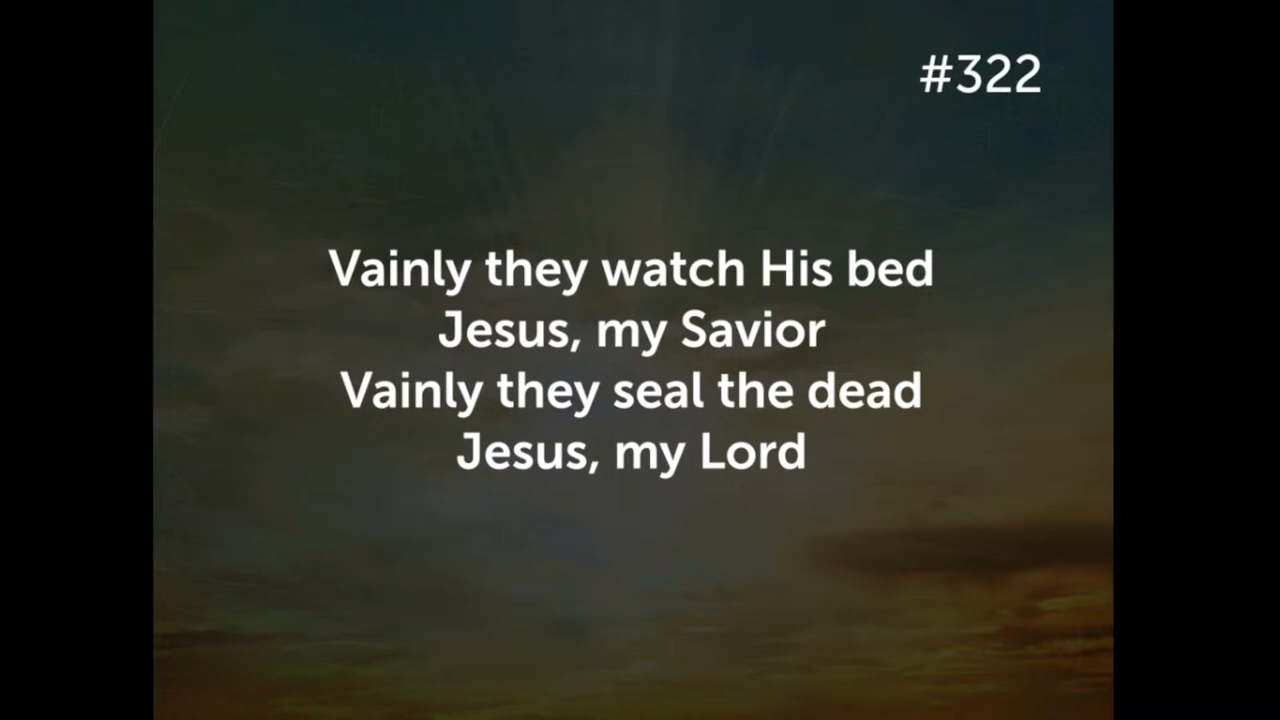 #322
Vainly they watch His bed
Jesus, my Savior
Vainly they seal the dead
Jesus, my Lord